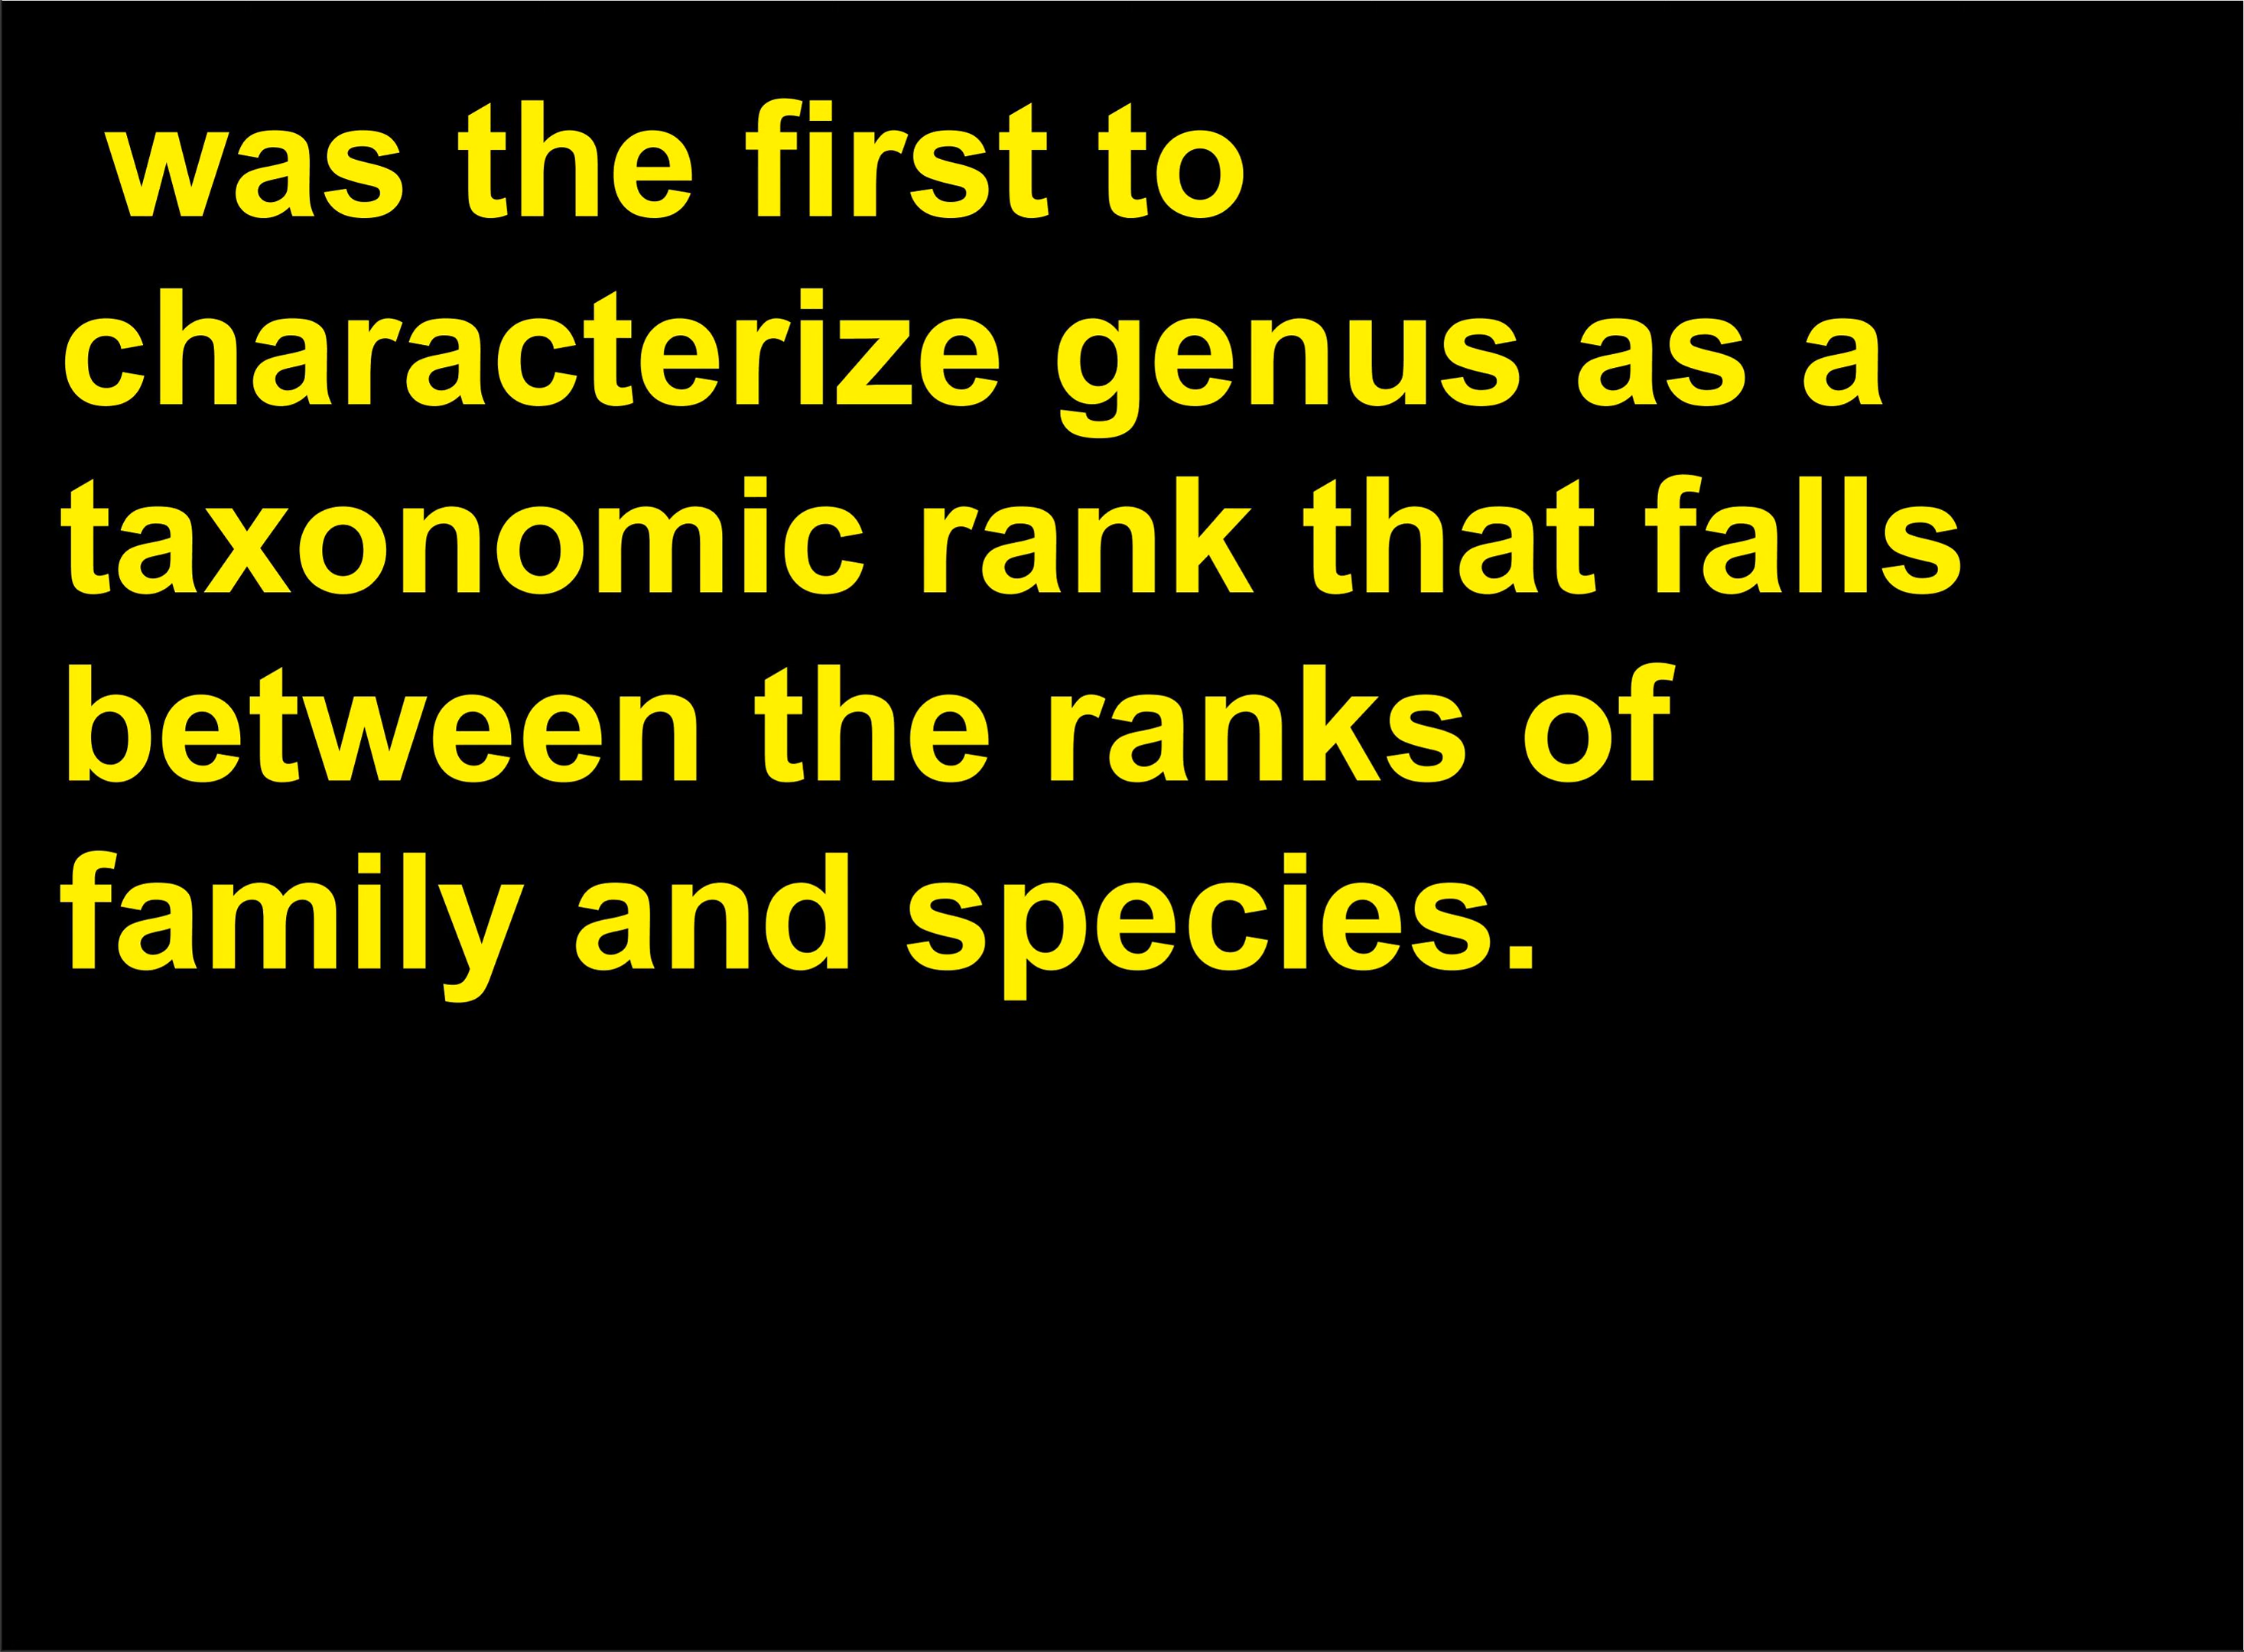 was the first to
characterize genus as a
taxonomic rank that falls
between the ranks of
family and species.